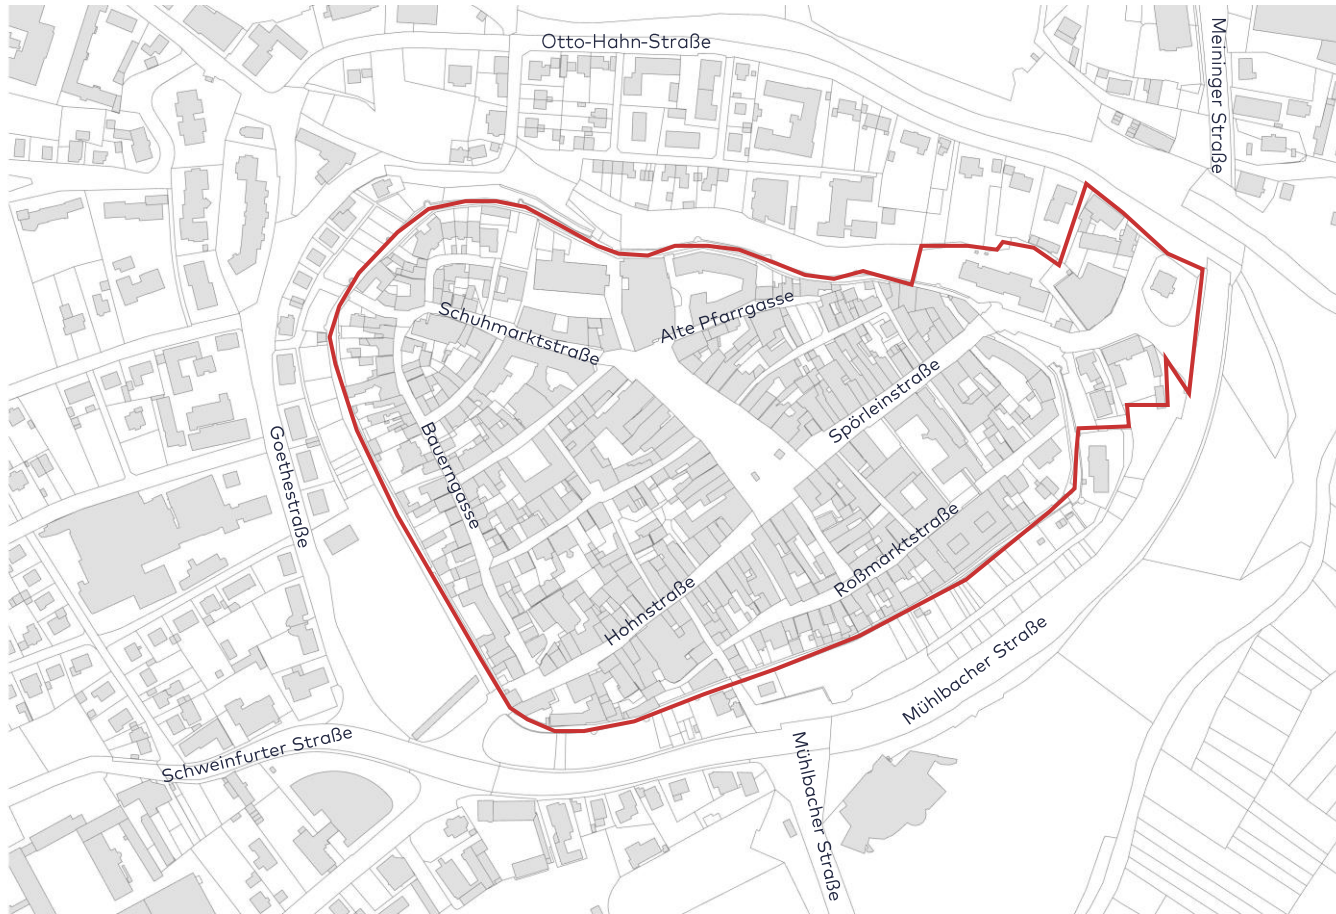 Otto-Hahn-Straße
Meininger Straße
Schuhmarktstraße
Alte Pfarrgasse
Spörleinstraße
Bauerngasse
Goethestraße
Roßmarktstraße
Hohnstraße
Mühlbacher Straße
Schweinfurter Straße
Mühlbacher Straße